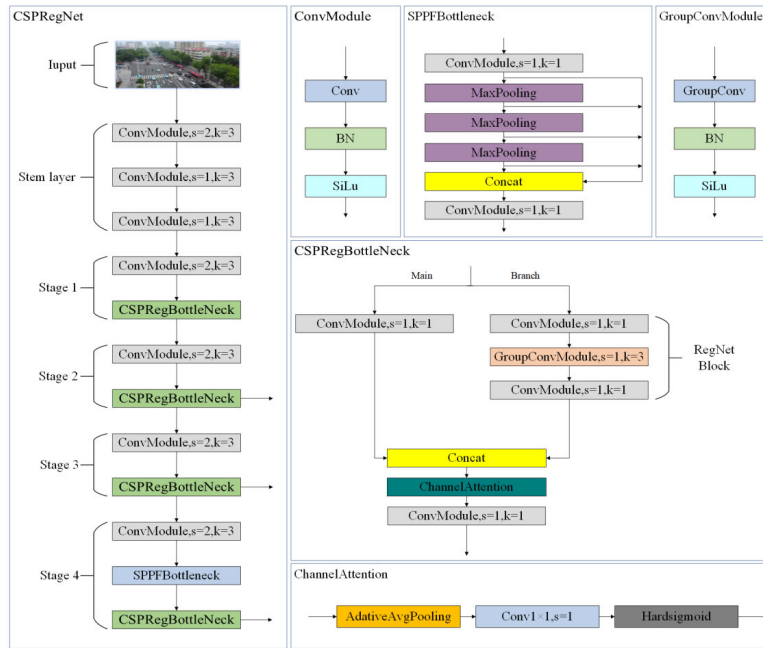 CSPRegNet
Iuput
ConvModule,s=2,k=3
ConvModule,s=1,k=3
Stem layer
ConvModule,s=1,k=3
ConvModule,s=2,k=3
Stage 1
CSPRegBottleNeck
ConvModule,s=2,k=3
Stage 2
CSPRegBottleNeck
ConvModule,s=2,k=3
Stage 3
CSPRegBottleNeck
ConvModule,s=2,k=3
Stage 4
SPPFBottleneck
CSPRegBottleNeck
ConvModule
Conv
BN
SiLu
SPPFBottleneck
ConvModule,s=1,k=1
MaxPooling
MaxPooling
MaxPooling
Concat
ConvModule,s=1,k=1
GroupConvModule
GroupConv
BN
SiLu
CSPRegBottleNeck
Main
Branch
ConvModule,s=1,k=1
ConvModule,s=1,k=1
GroupConvModule,s=1,k=3
ConvModule,s=1,k=1
RegNet
Block
Concat
ChannelAttention
ConvModule,s=1,k=1
ChannelAttention
AdativeAvgPooling
Conv1×1,s=1
Hardsigmoid